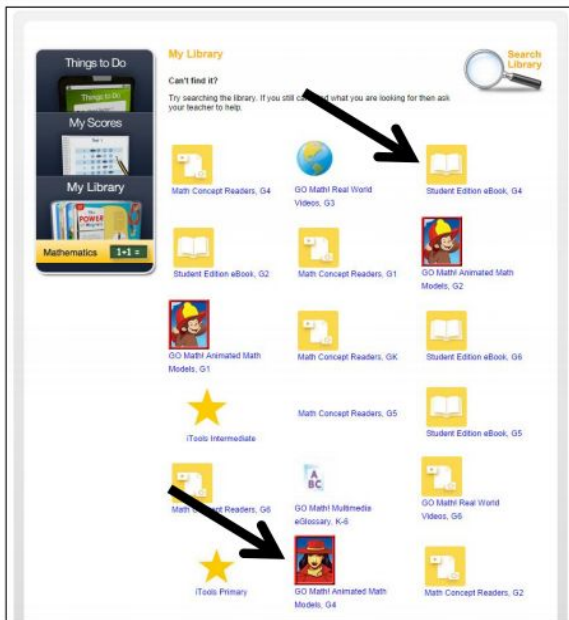 Things to Do
Things to Do
My Scores
My Library
The
POWER
Mathematics 1+1 =
My Library
Search
Library
Can't find it?
Try searching the library. If you still what you are looking for then ask
your teacher to help.
Math Concept Readers, G4
GO Math! Real World
Videos, G3
Student Edition eBook, G4
Student Edition eBook, G2
Math Concept Readers, G1
GO Math! Animated Math
Models, G2
GO Math! Animated Math
Models, G1
Math Concept Readers, GK
Student Edition eBook, G6
iTools Intermediate
Math Concept Readers, G5
Student Edition eBook, G5
Math Concept Readers, G6
A
BC
GO Math! Multimedia
eGlossary, K-6
GO Math! Real World
Videos, G6
iTools Primary
GO Math! Animated Math
Models, G4
Math Concept Readers, G2